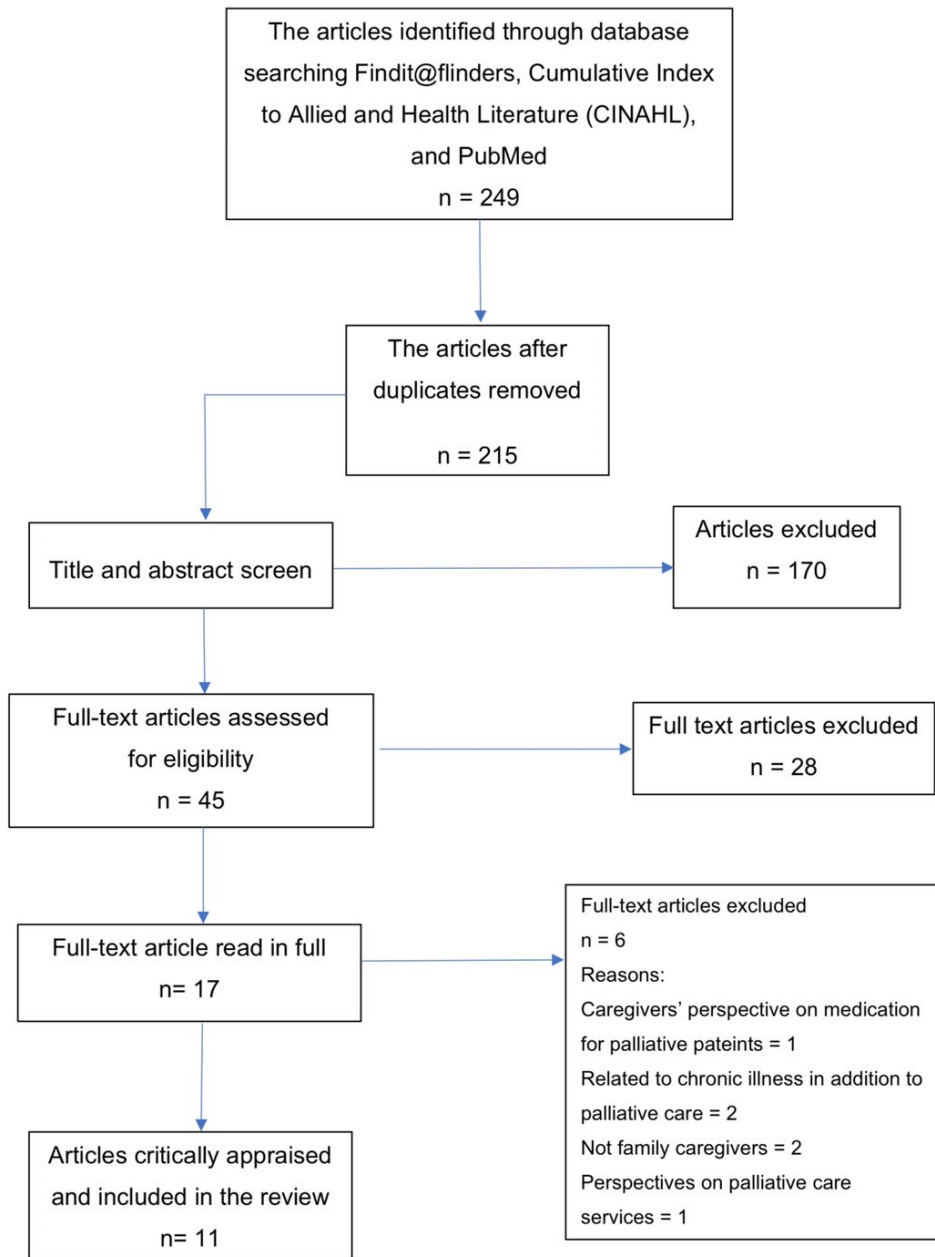 The articles identified through database
searching Findit@flinders, Cumulative Index
to Allied and Health Literature (CINAHL),
and PubMed
n = 249
The articles after
duplicates removed
n = 215
Title and abstract screen
Articles excluded
n = 170
Full-text articles assessed
for eligibility
n = 45
Full text articles excluded
n = 28
Full-text article read in full
n= 17
Full-text articles excluded
n = 6
Reasons:
Caregivers’ perspective on medication
for palliative pateints = 1
Related to chronic illness in addition to
palliative care = 2
Not family caregivers = 2
Perspectives on palliative care
services = 1
Articles critically appraised
and included in the review
n= 11